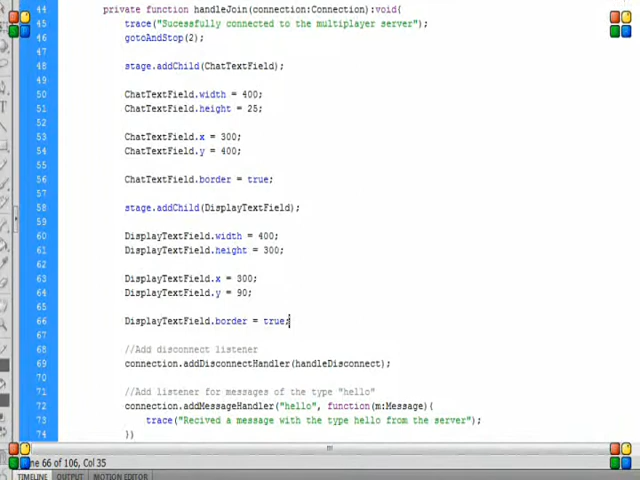 44 private function handleJoin(connection:Connection):void{
45 trace("Sucessfully connected to the multiplayer server");
46 gotoAndStop(2);
47
48 stage.addChild(ChatTextField);
49
50 ChatTextField.width = 400;
51 ChatTextField.height = 25;
52
53 ChatTextField.x = 300;
54 ChatTextField.y = 400;
55
56 ChatTextField.border = true;
57
58 stage.addChild(DisplayTextField);
59
60 DisplayTextField.width = 400;
61 DisplayTextField.height = 300;
62
63 DisplayTextField.x = 300;
64 DisplayTextField.y = 90;
65
66 DisplayTextField.border = true;
67
68 //Add disconnect listener
69 connection.addDisconnectHandler(handleDisconnect);
70
71 //Add listener for messages of the type "hello"
72 connection.addMessageHandler("hello", function(m:Message){
73 trace("Recived a message with the type hello from the server");
74 })
ne 66 of 106, Col 35
TIMELINE OUTPUT MOTION EDITOR